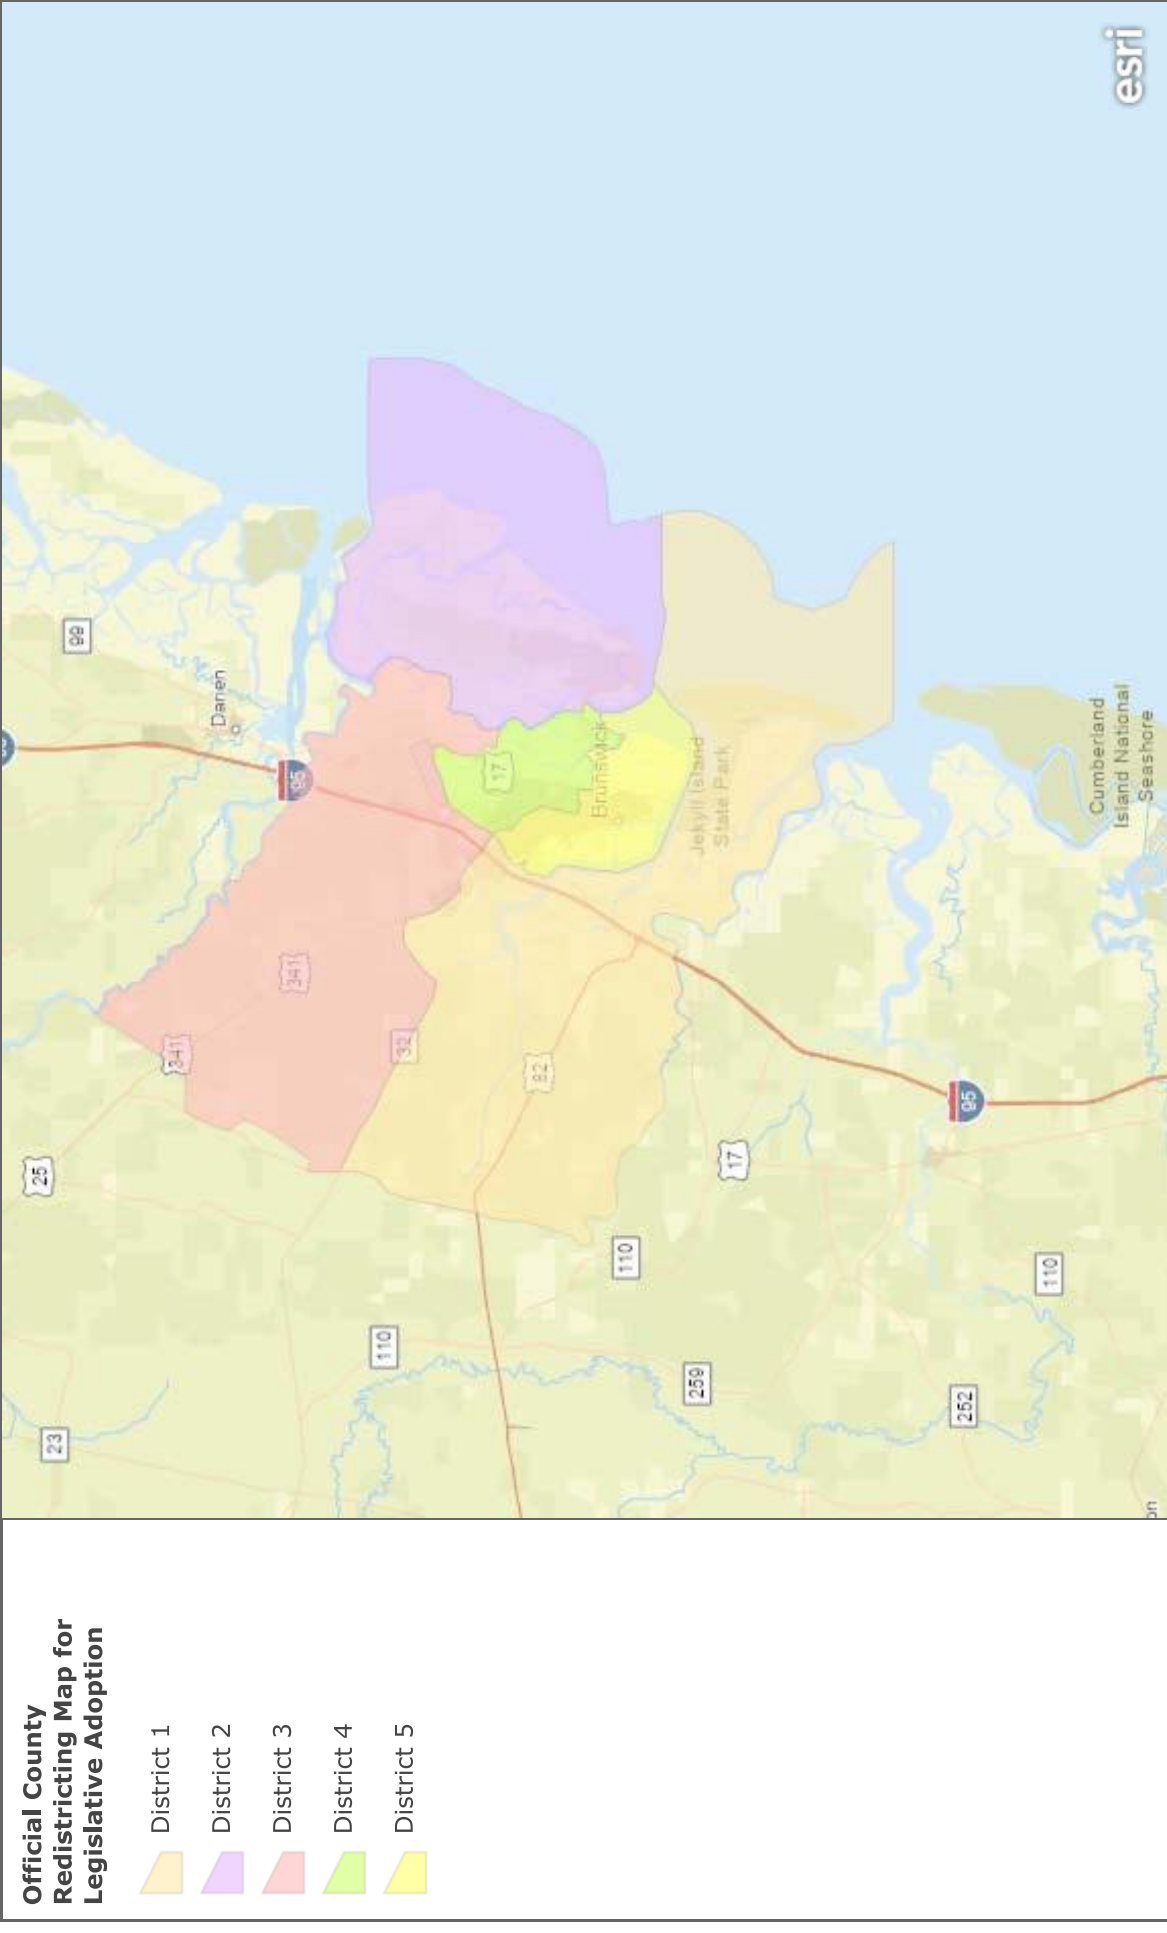 Official County
Redistricting Map for
Legislative Adoption
District 1
District 2
District 3
District 4
District 5
99
Darien
95
341
341
25
32
82
17
Brunswick
Jekyll Island
State Park
110
110
23
259
17
252
110
95
Cumberland
Island National
Seashore
esri